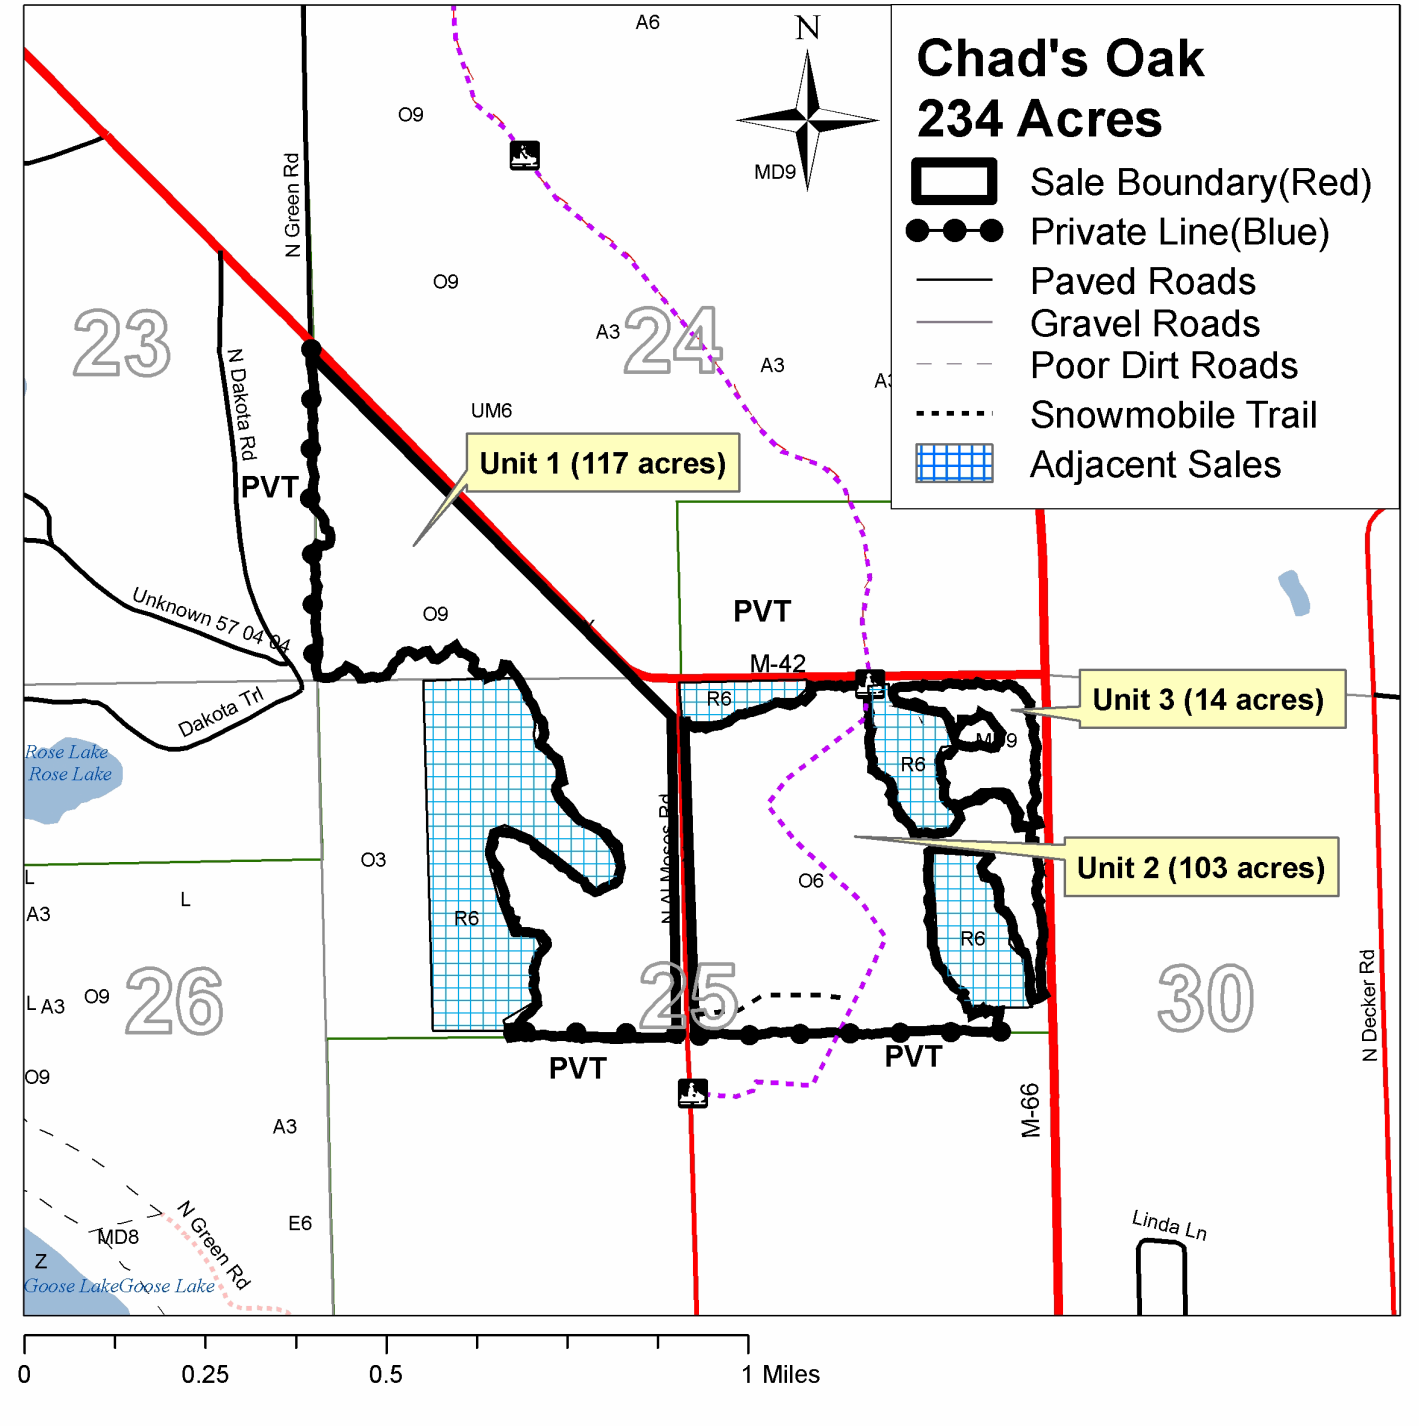 A6
N
Chad's Oak
234 Acres
Sale Boundary(Red)
Private Line(Blue)
Paved Roads
Gravel Roads
Poor Dirt Roads
Snowmobile Trail
Adjacent Sales
O9
MD9
N Green Rd
O9
23
A3
24
A3
N Dakota Rd
UM6
PVT
Unit 1 (117 acres)
Unknown 57 04 04
O9
PVT
M-42
R6
Unit 3 (14 acres)
Dakota Trl
MD9
Rose Lake
Rose Lake
R6
N Al Moses Rd
O3
O6
Unit 2 (103 acres)
L
L
A3
R6
R6
26
25
30
L A3
O9
N Decker Rd
PVT
PVT
O9
A3
M-66
E6
N Green Rd
MD8
Linda Ln
Z
Goose Lake
Goose Lake
0
0.25
0.5
1 Miles